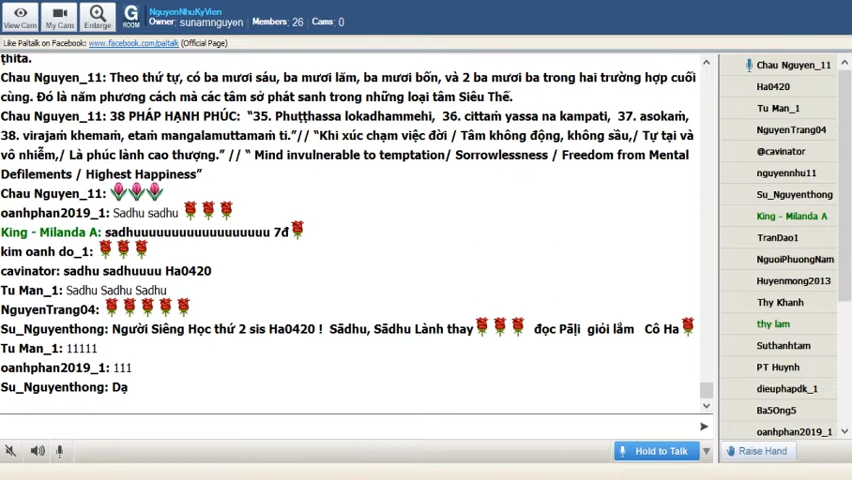 NguyenNhuKyVien
Owner: sunamnguyen Members: 26 Cams: 0
View Cam My Cam Enlarge G ROOM
Like Paltalk on Facebook: www.facebook.com/paltalk (Official Page)
ṭhita.
Chau Nguyen_11: Theo thứ tự, có ba mươi sáu, ba mươi lăm, ba mươi bốn, và 2 ba mươi ba trong hai trường hợp cuối
cùng. Đó là năm phương cách mà các tâm sở phát sanh trong những loại tâm Siêu Thế.
Chau Nguyen_11: 38 PHÁP HẠNH PHÚC: “35. Phuṭṭhassa lokadhammehi, 36. cittaṃ yassa na kampati, 37. asokaṃ,
38. virajaṃ khemaṃ, etaṃ mangalamuttamaṃ ti.”// “Khi xúc chạm việc đời / Tâm không động, không sầu,/ Tự tại và
vô nhiễm,/ Là phúc lành cao thượng.” // “ Mind invulnerable to temptation/ Sorrowlessness / Freedom from Mental
Defilements / Highest Happiness”
Chau Nguyen_11:
oanhphan2019_1: Sadhu sadhu
King - Milanda A: sadhuuuuuuuuuuuuuuuuuu 7đ
kim oanh do_1:
cavinator: sadhu sadhuuuu Ha0420
Tu Man_1: Sadhu Sadhu Sadhu
NguyenTrang04:
Su_Nguyenthong: Người Siêng Học thứ 2 sis Ha0420 ! Sādhu, Sādhu Lành thay đọc Pāḷi giỏi lắm Cô Ha
Tu Man_1: 11111
oanhphan2019_1: 111
Su_Nguyenthong: Dạ
Hold to Talk
Chau Nguyen_11
Ha0420
Tu Man_1
NguyenTrang04
@cavinator
nguyennhu11
Su_Nguyenthong
King - Milanda A
TranDao1
NguoiPhuongNam
Huyenmong2013
Thy Khanh
thy lam
Suthanhtam
PT Huynh
dieuphapdk_1
Ba5Ong5
oanhphan2019_1
Raise Hand